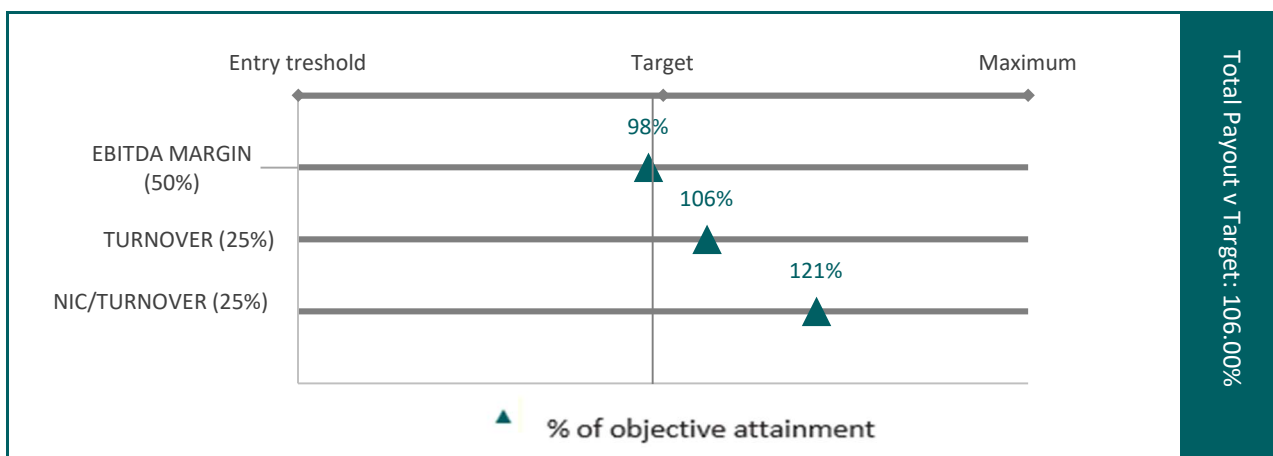 Entry treshold Target Maximum
98%
EBITDA MARGIN
(50%)
106%
TURNOVER (25%)
121%
NIC/TURNOVER (25%)
% of objective attainment
Total Payout v Target: 106.00%